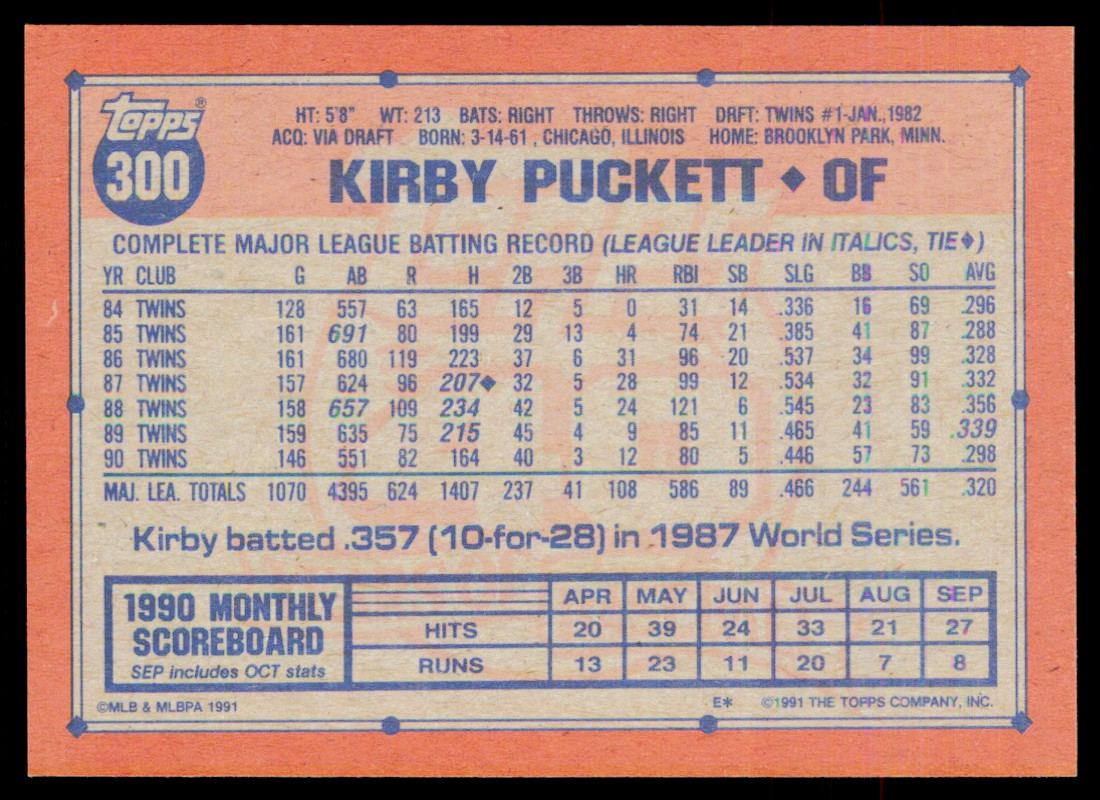 Topps®
300
HT: 5'8" WT: 213 BATS: RIGHT THROWS: RIGHT DRFT: TWINS #1-JAN.,1982
ACQ: VIA DRAFT BORN: 3-14-61 , CHICAGO, ILLINOIS HOME: BROOKLYN PARK, MINN.
KIRBY PUCKETT ♦ OF
COMPLETE MAJOR LEAGUE BATTING RECORD (LEAGUE LEADER IN ITALICS, TIE♦)
YR CLUB G AB R H 2B 3B HR RBI SB SLG BB SO AVG
84 TWINS 128 557 63 165 12 5 0 31 14 .336 16 69 .296
85 TWINS 161 691 80 199 29 13 4 74 21 .385 41 87 .288
86 TWINS 161 680 119 223 37 6 31 96 20 .537 34 99 .328
87 TWINS 157 624 96 207♦ 32 5 28 99 12 .534 32 91 .332
88 TWINS 158 657 109 234 42 5 24 121 6 .545 23 83 .356
89 TWINS 159 635 75 215 45 4 9 85 11 .465 41 59 .339
90 TWINS 146 551 82 164 40 3 12 80 5 .446 57 73 .298
MAJ. LEA. TOTALS 1070 4395 624 1407 237 41 108 586 89 .466 244 561 .320
Kirby batted .357 (10-for-28) in 1987 World Series.
1990 MONTHLY
SCOREBOARD
SEP includes OCT stats
APR MAY JUN JUL AUG SEP
HITS 20 39 24 33 21 27
RUNS 13 23 11 20 7 8
©MLB & MLBPA 1991 E* ©1991 THE TOPPS COMPANY, INC.